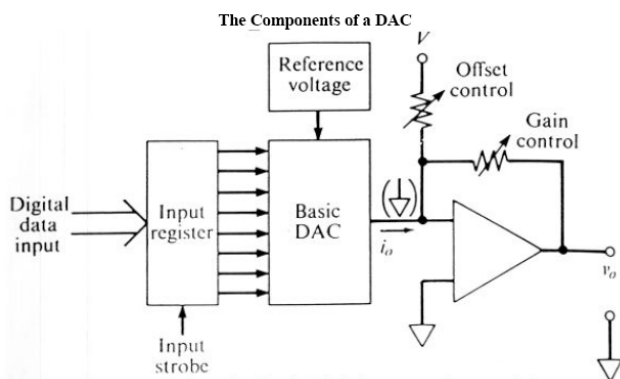 The Components of a DAC
V
Reference
voltage
Offset
control
Gain
control
Digital
data
input
Input
register
Basic
DAC
i_o
v_o
Input
strobe